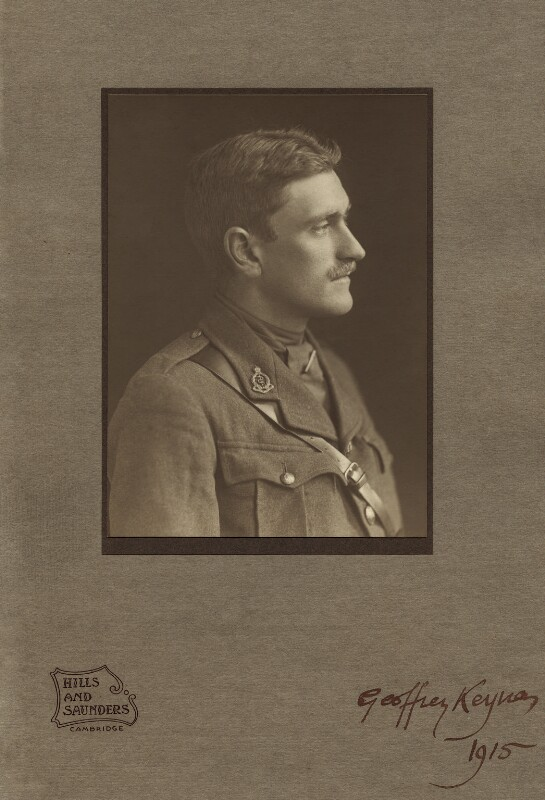 HILLS
AND
SAUNDERS
CAMBRIDGE
Geoffrey Keynes
1915